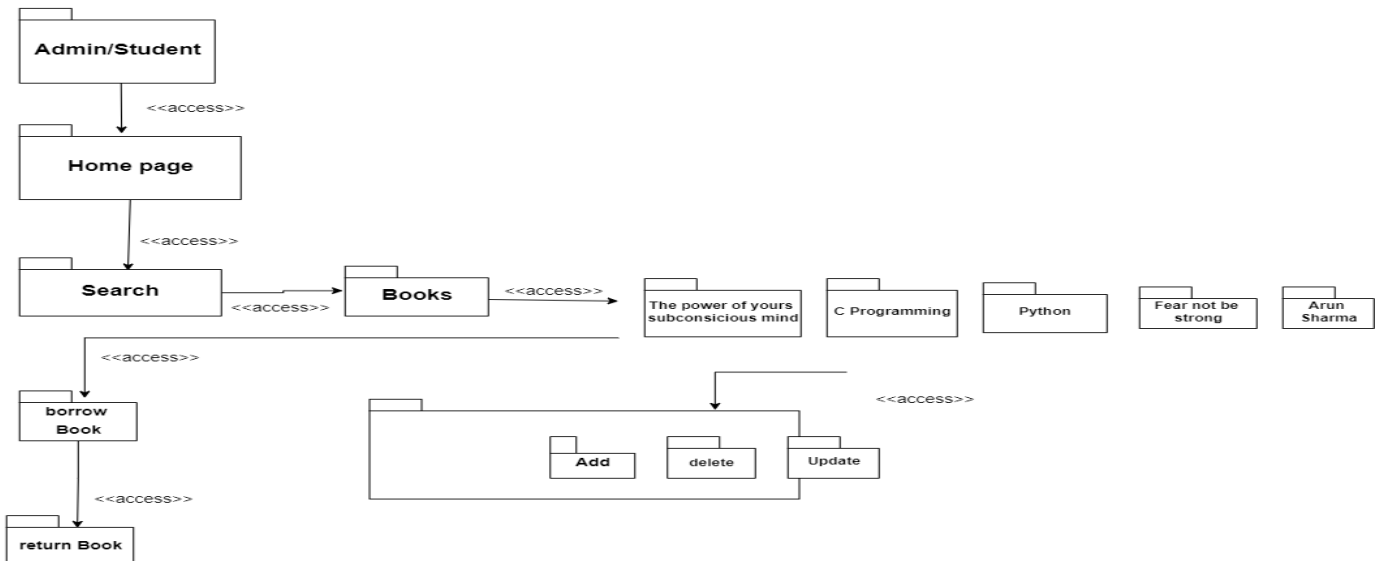 Admin/Student
<<access>>
Home page
<<access>>
Search
<<access>>
Books
<<access>>
The power of yours
subconsicious mind
C Programming
Python
Fear not be
strong
Arun
Sharma
<<access>>
borrow
Book
<<access>>
Add
delete
Update
<<access>>
return Book